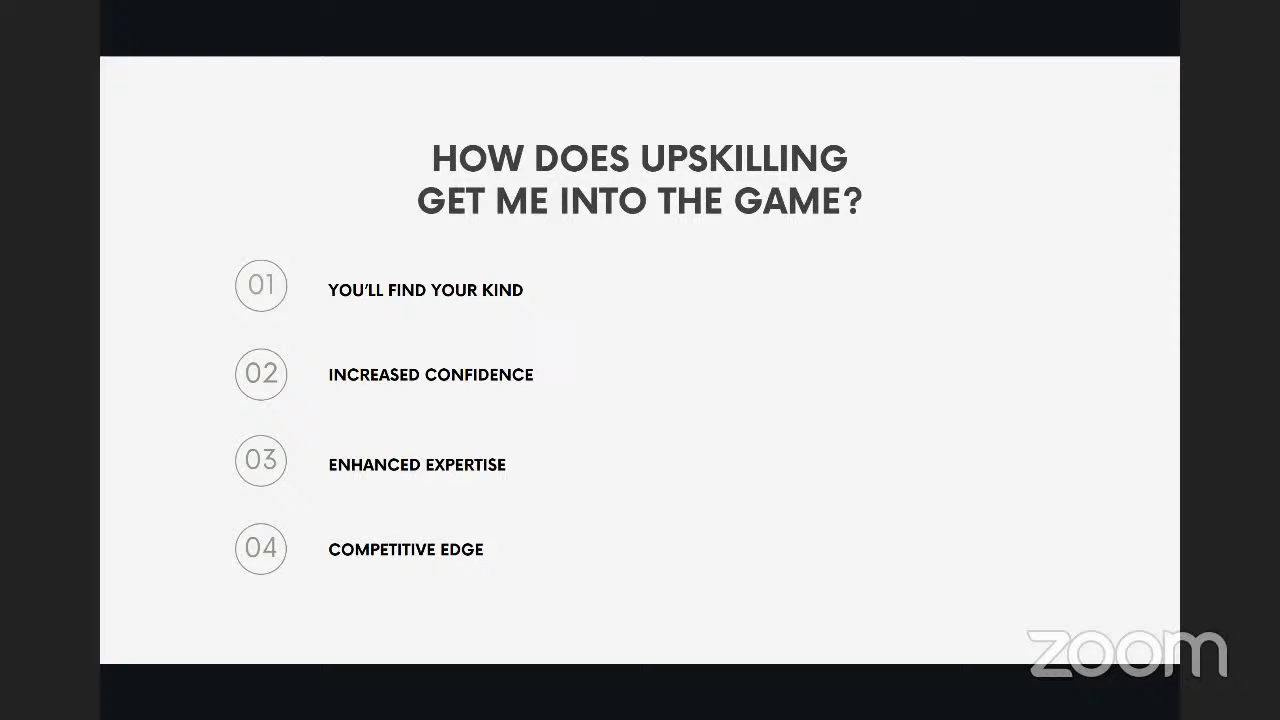 HOW DOES UPSKILLING
GET ME INTO THE GAME?
01 YOU'LL FIND YOUR KIND
02 INCREASED CONFIDENCE
03 ENHANCED EXPERTISE
04 COMPETITIVE EDGE
zoom